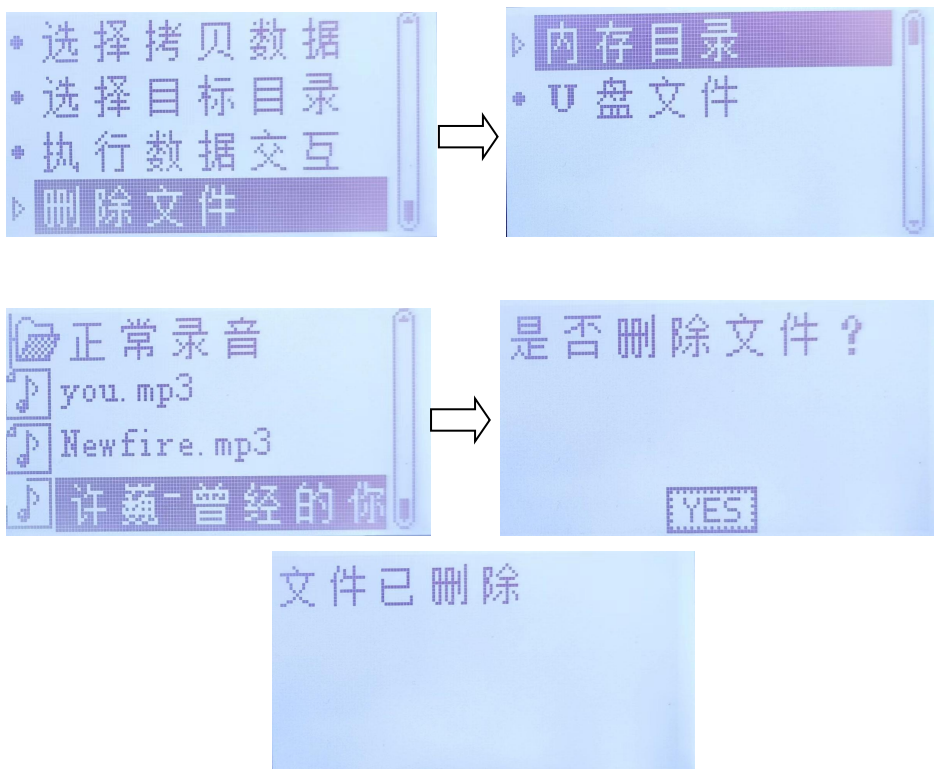 选择拷贝数据
选择目标目录
执行数据交互
删除文件
内存目录
U盘文件
正常录音
you.mp3
Newfire.mp3
许巍-曾经的你
是否删除文件？
YES
文件已删除